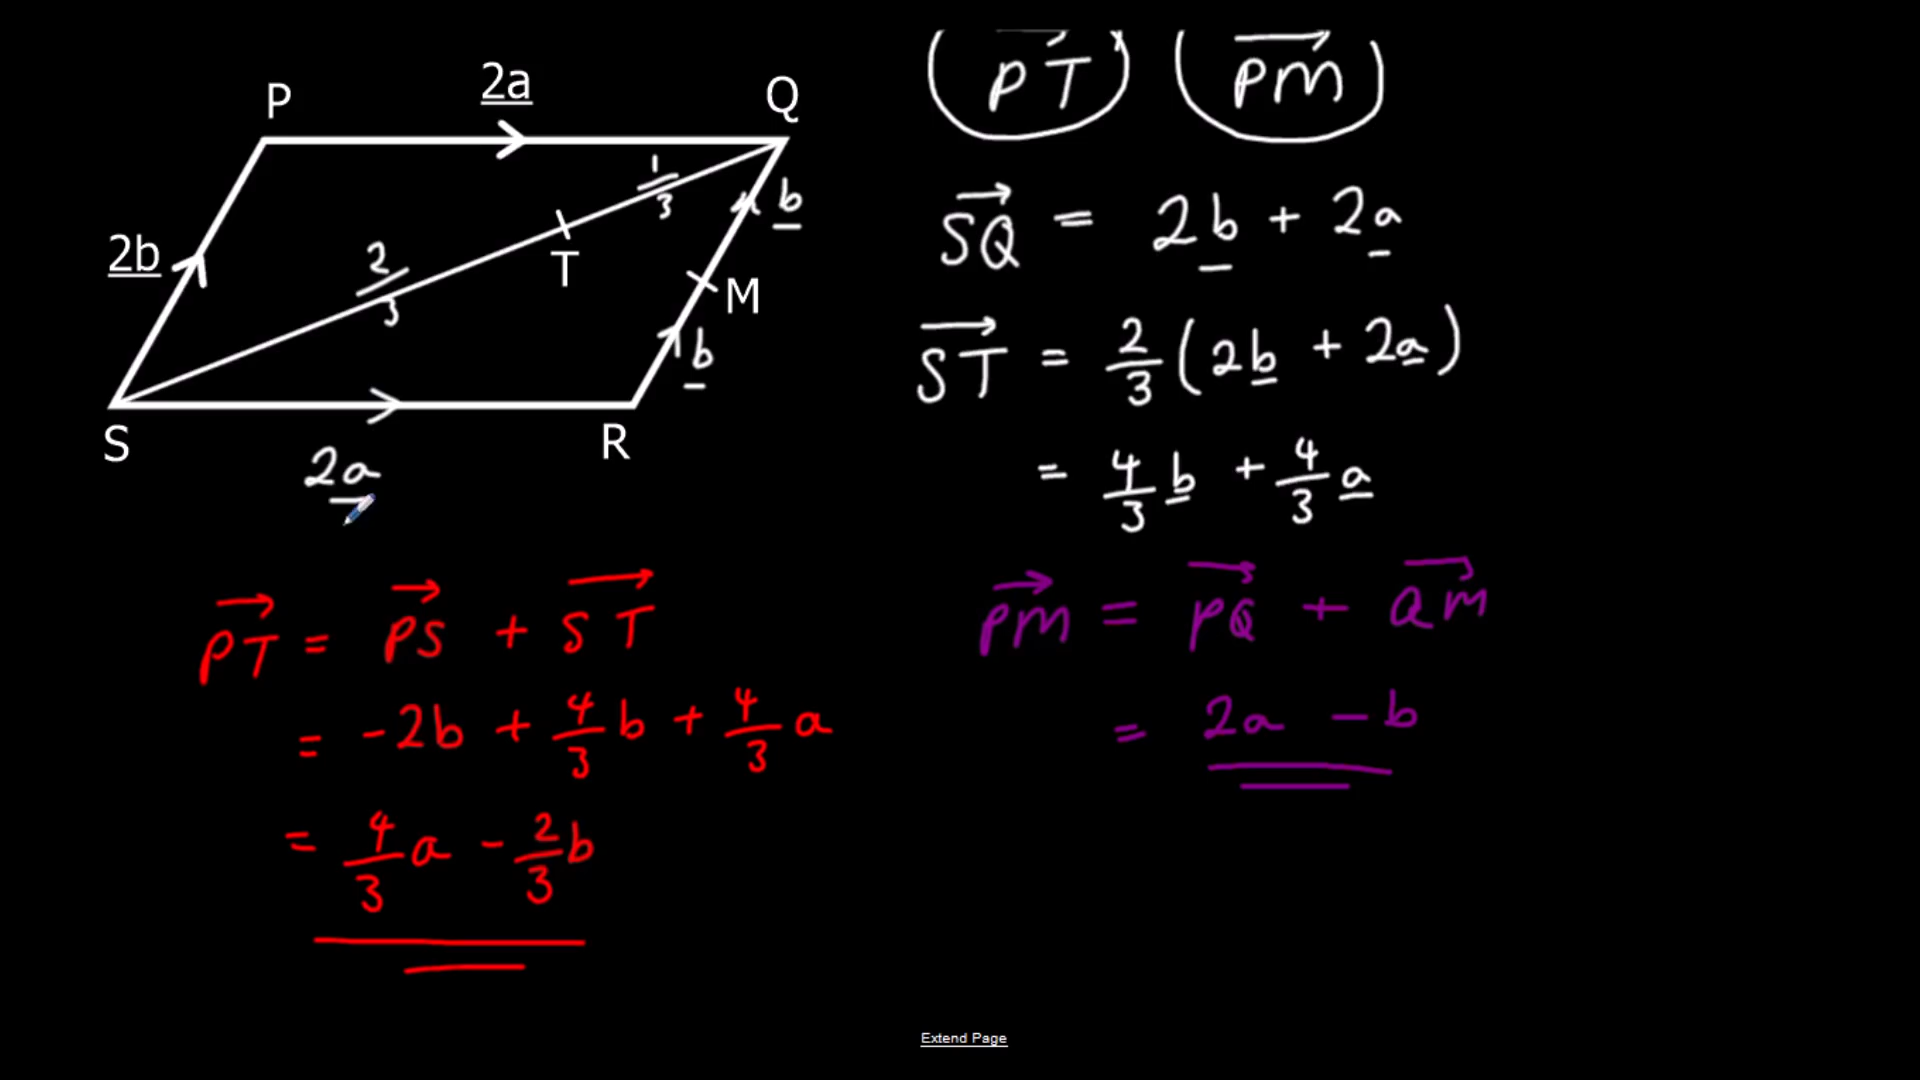 P
2a
Q
2b
1/3
b
T
2/3
M
b
S
R
2a
(PT) (PM)
SQ = 2b + 2a
ST = 2/3 (2b + 2a)
= 4/3 b + 4/3 a
PT = PS + ST
= -2b + 4/3 b + 4/3 a
= 4/3 a - 2/3 b
PM = PQ + QM
= 2a - b
Extend Page